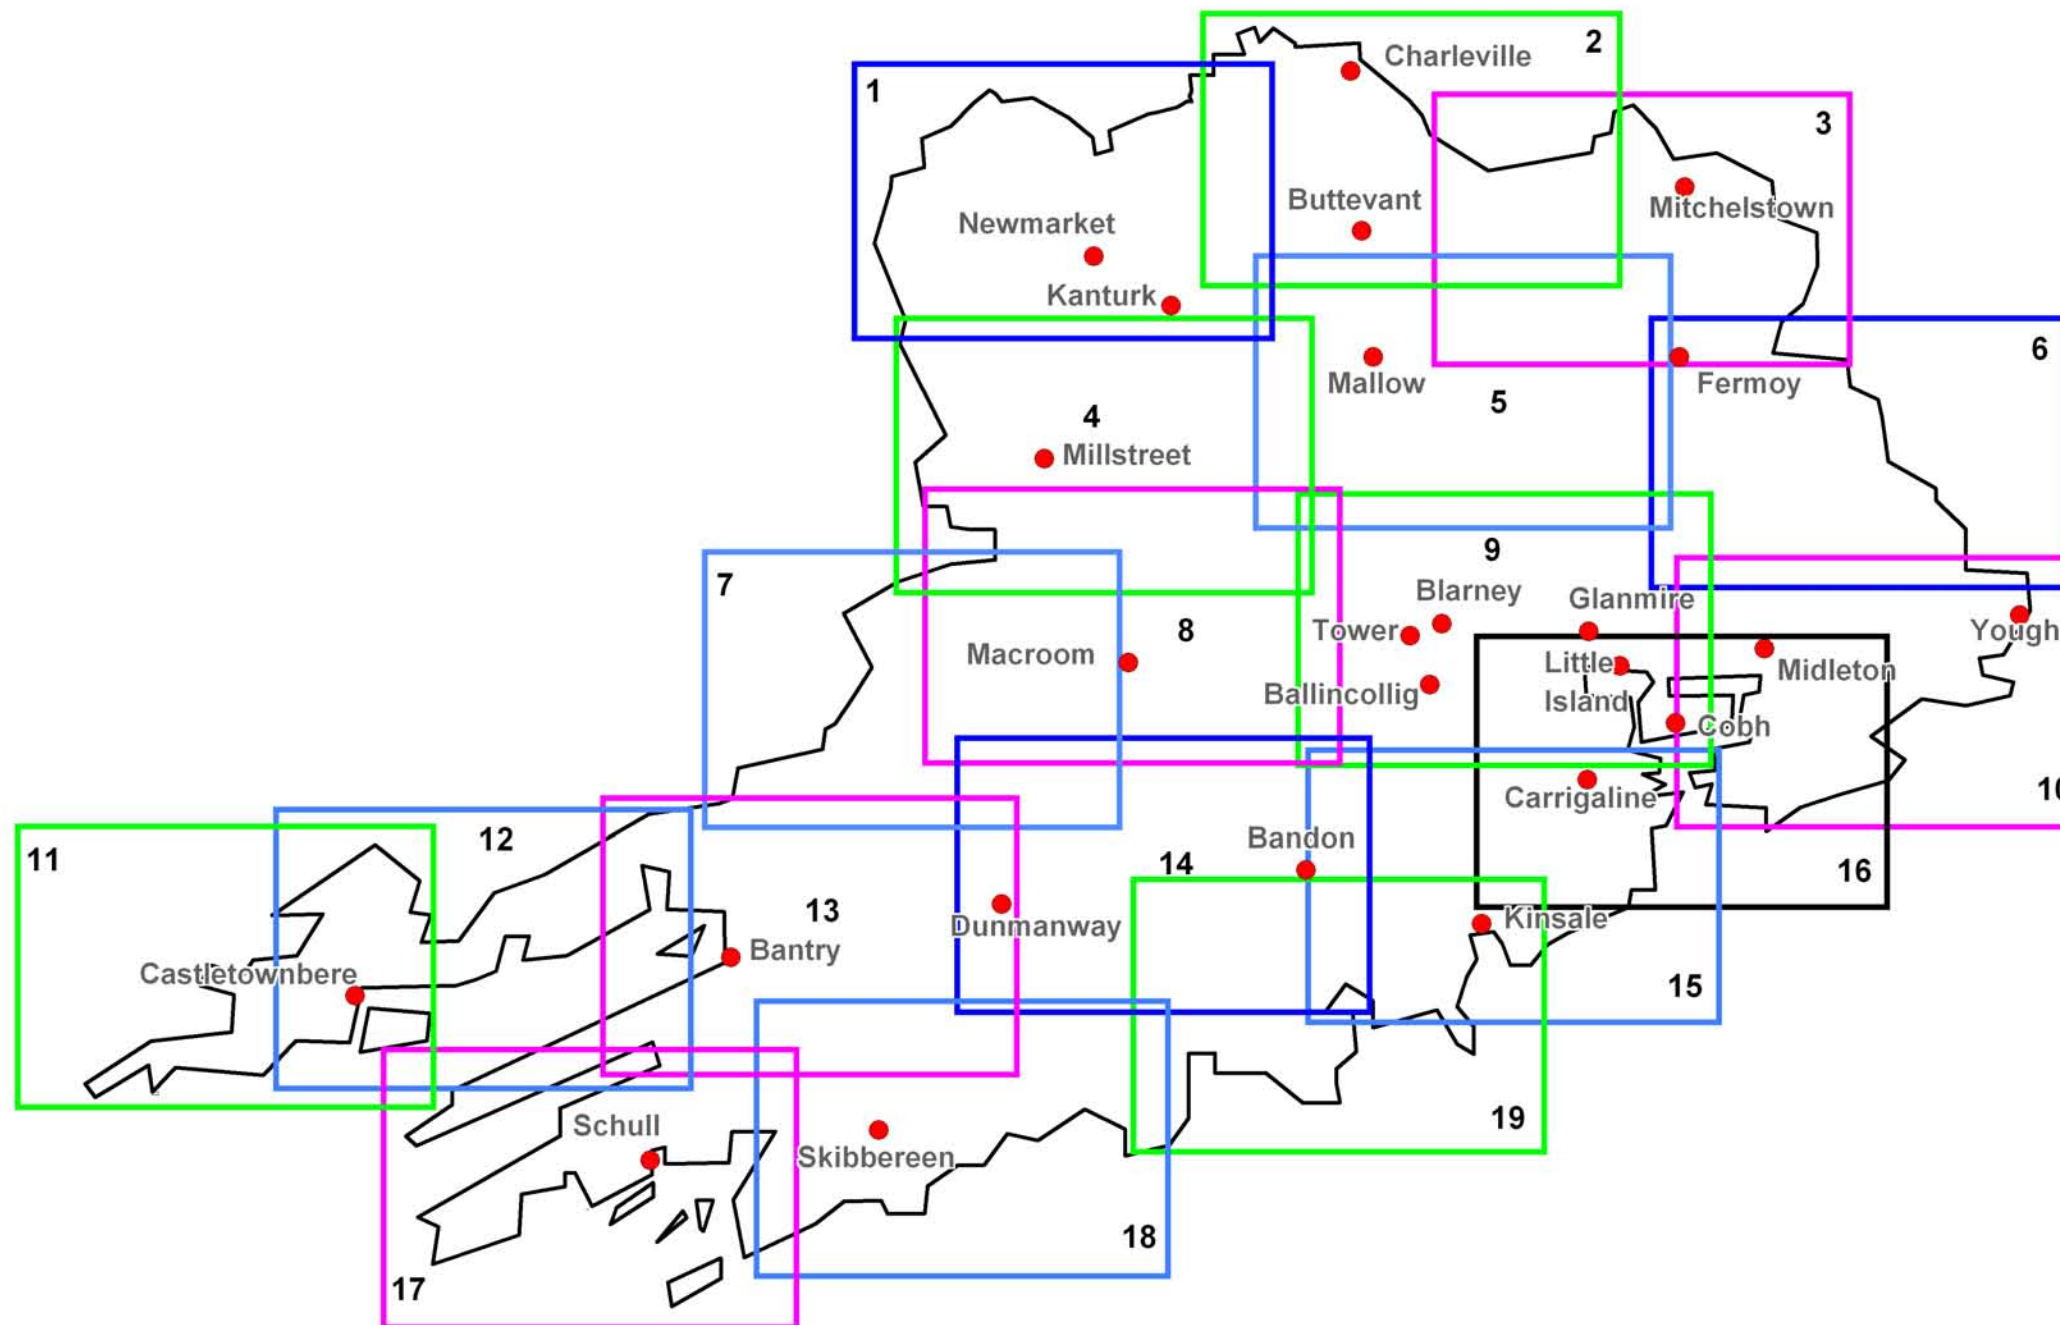 2
Charleville
1
3
Buttevant
Mitchelstown
Newmarket
Kanturk
6
Mallow
Fermoy
5
4
Millstreet
9
7
Blarney
Glanmire
8
Tower
Yough
Macroom
Little
Island
Midleton
Ballincollig
Cobh
Carrigaline
10
12
Bandon
11
14
16
13
Dunmanway
Kinsale
Bantry
Castletownbere
15
19
Schull
Skibbereen
18
17